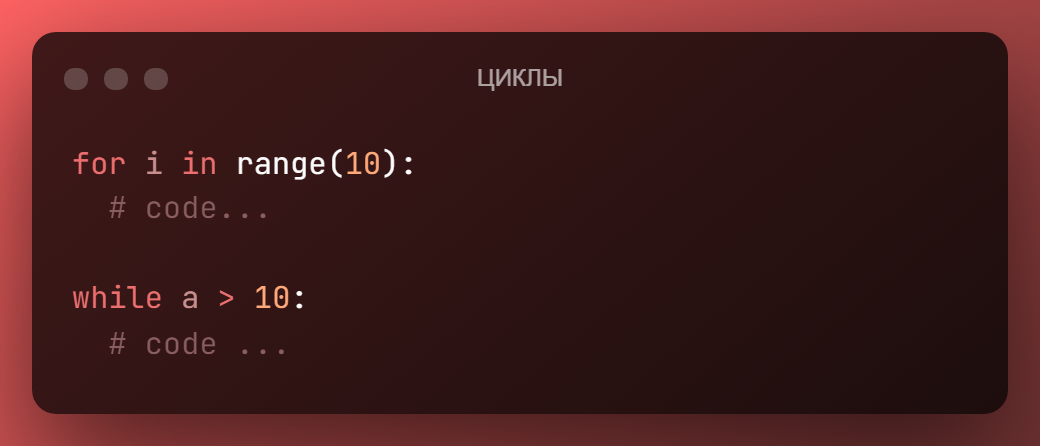 ЦИКЛЫ
for i in range(10):
  # code...
while a > 10:
  # code ...